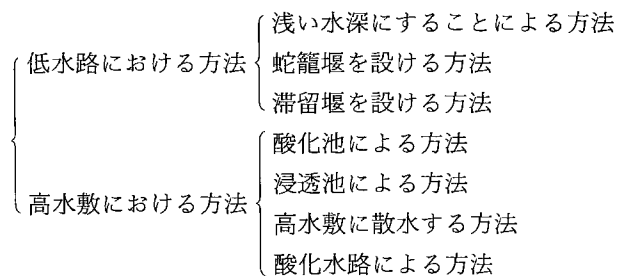 低水路における方法
浅い水深にすることによる方法
蛇籠堰を設ける方法
滞留堰を設ける方法
高水敷における方法
酸化池による方法
浸透池による方法
高水敷に散水する方法
酸化水路による方法